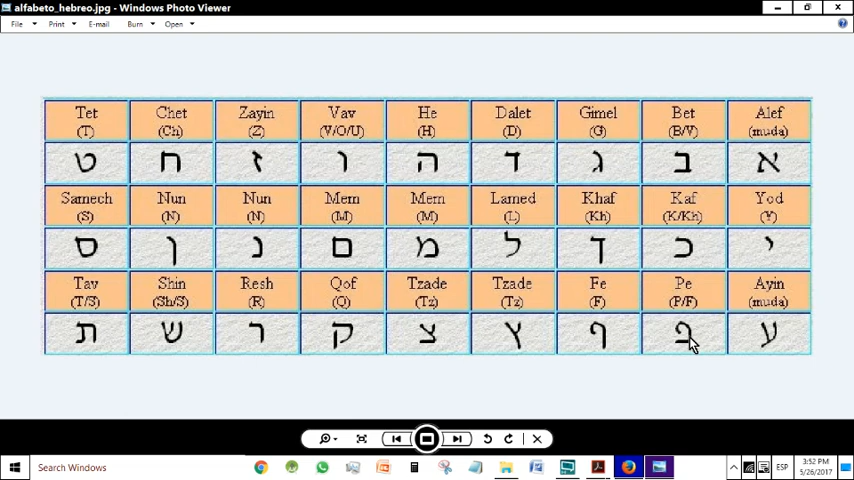 alfabeto_hebreo.jpg - Windows Photo Viewer
File Print E-mail Burn Open
Tet Chet Zayin Vav He Dalet Gimel Bet Alef
(T) (Ch) (Z) (V/O/U) (H) (D) (G) (B/V) (muda)
ט ח ז ו ה ד ג ב א
Samech Nun Nun Mem Mem Lamed Khaf Kaf Yod
(S) (N) (N) (M) (M) (L) (Kh) (K/Kh) (Y)
ס ן נ ם מ ל ך כ י
Tav Shin Resh Qof Tzade Tzade Fe Pe Ayin
(T/S) (Sh/S) (R) (Q) (Tz) (Tz) (F) (P/F) (muda)
ת ש ר ק צ ץ ף פ ע
Search Windows
ESP
3:52 PM
5/26/2017